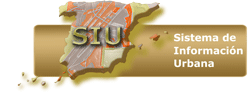 SIU
Sistema de
Información
Urbana